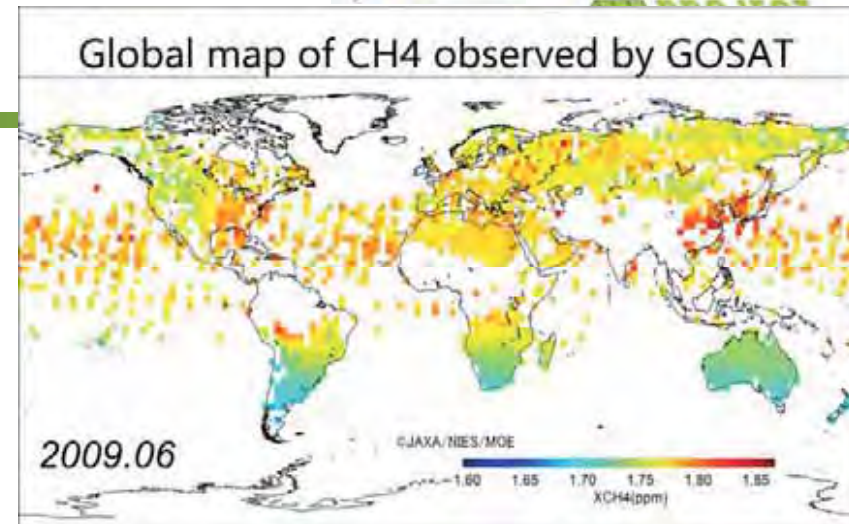 Global map of CH4 observed by GOSAT
2009.06
©JAXA/NIES/MOE
1.60 1.65 1.70 1.75 1.80 1.85
XCH4(ppm)